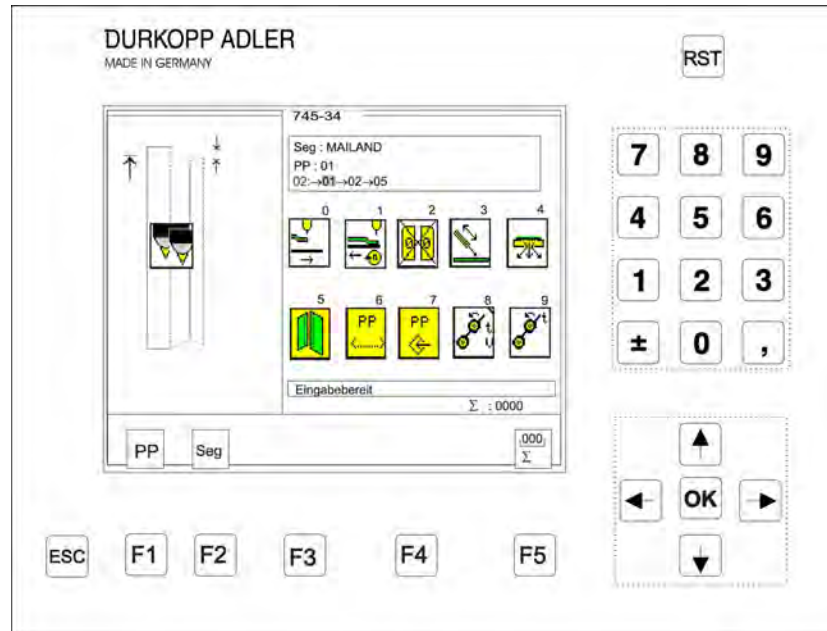 DURKOPP ADLER
MADE IN GERMANY
RST
745-34
Seg : MAILAND
PP : 01
02:→01→02→05
0 1 2 3 4
5 6 7 8 9
PP PP t t
<........> V
Eingabebereit
Σ : 0000
PP Seg 000
Σ
7 8 9
4 5 6
1 2 3
± 0 ,
OK
ESC F1 F2 F3 F4 F5